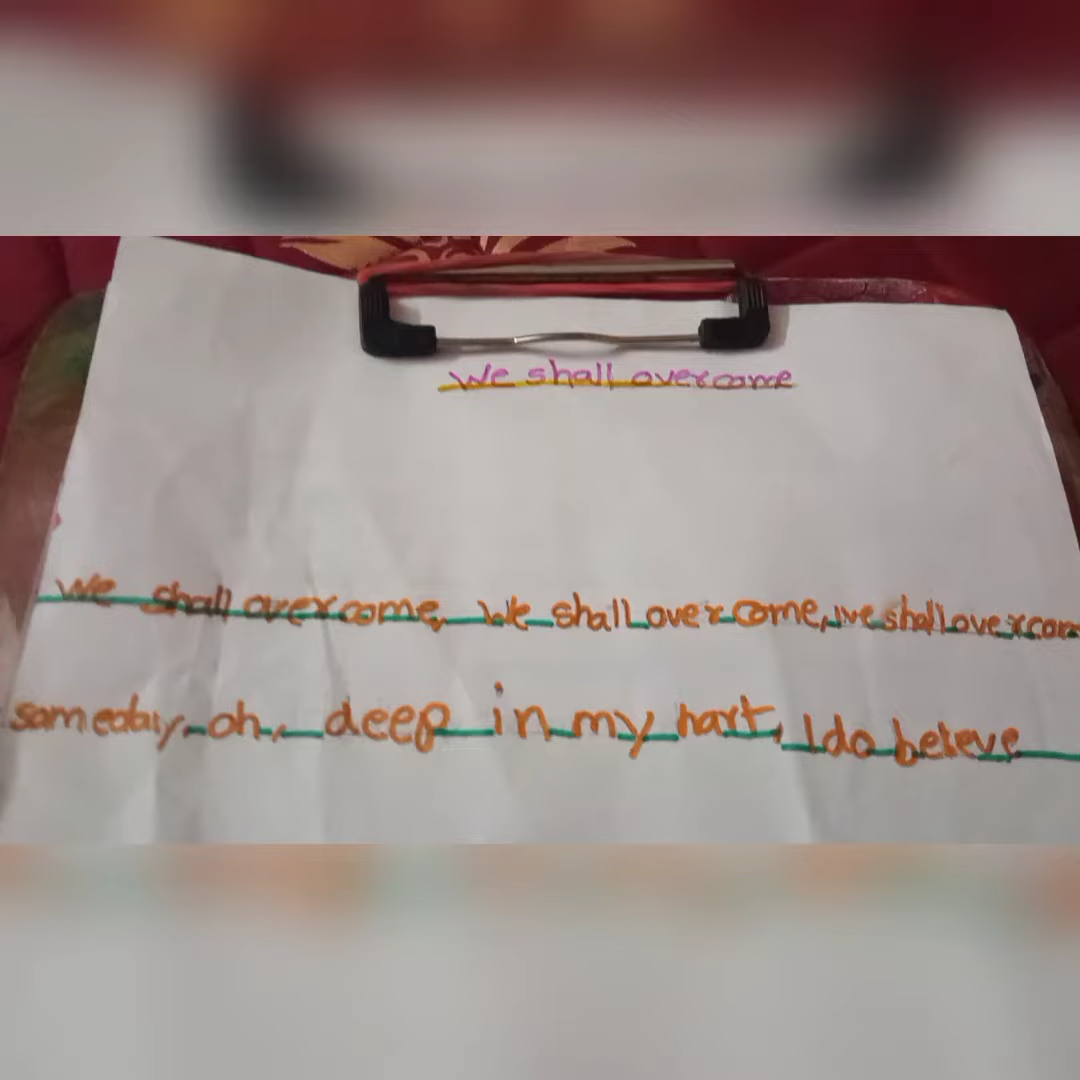 We shall overcome
We shall overcome, We shall overcome, we shall overcom
someday, oh, deep in my hart, I do beleve